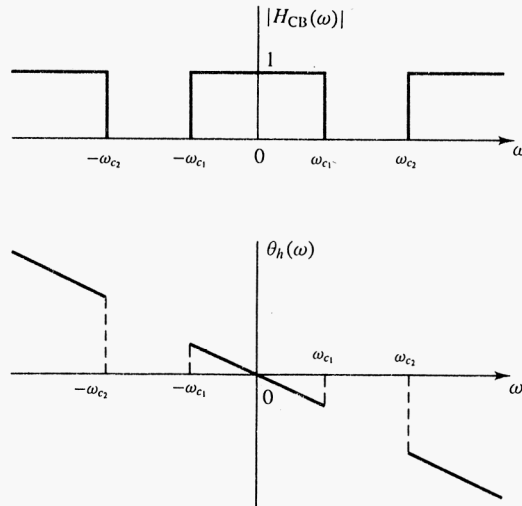 |H_CB(ω)|
1
−ω_c₂ −ω_c₁ 0 ω_c₁ ω_c₂ ω
θ_h(ω)
ω_c₁ ω_c₂
−ω_c₂ −ω_c₁ 0 ω